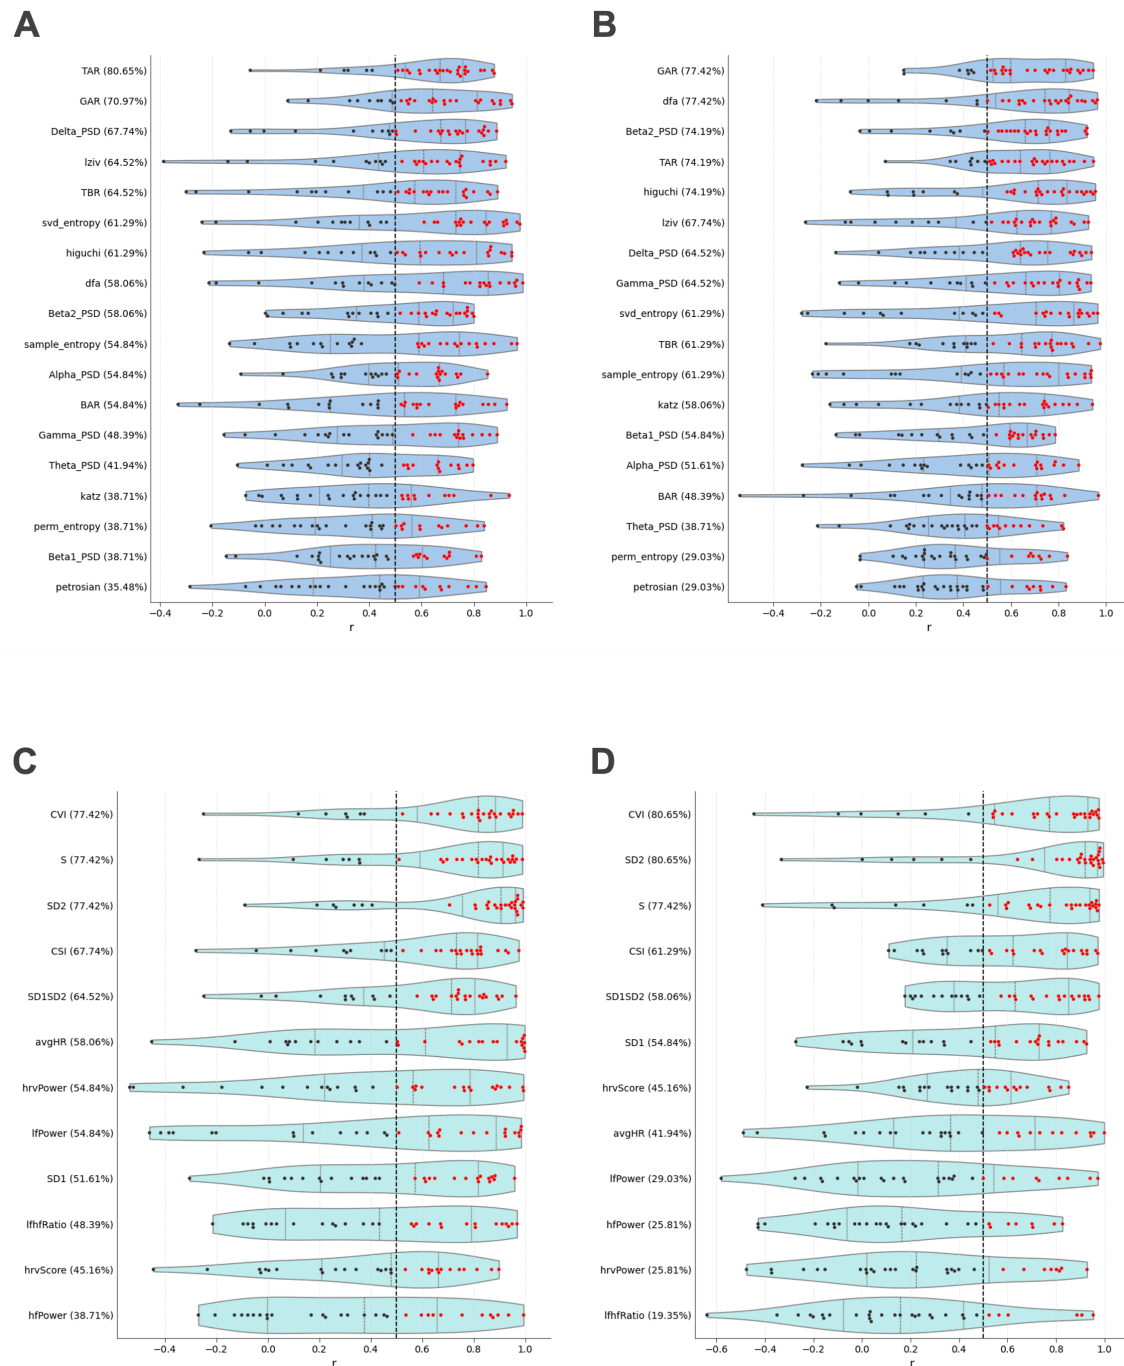 A
TAR (80.65%)
GAR (70.97%)
Delta_PSD (67.74%)
lziv (64.52%)
TBR (64.52%)
svd_entropy (61.29%)
higuchi (61.29%)
dfa (58.06%)
Beta2_PSD (58.06%)
sample_entropy (54.84%)
Alpha_PSD (54.84%)
BAR (54.84%)
Gamma_PSD (48.39%)
Theta_PSD (41.94%)
katz (38.71%)
perm_entropy (38.71%)
Beta1_PSD (38.71%)
petrosian (35.48%)
−0.4 −0.2 0.0 0.2 0.4 0.6 0.8 1.0
r
B
GAR (77.42%)
dfa (77.42%)
Beta2_PSD (74.19%)
TAR (74.19%)
higuchi (74.19%)
lziv (67.74%)
Delta_PSD (64.52%)
Gamma_PSD (64.52%)
svd_entropy (61.29%)
TBR (61.29%)
sample_entropy (61.29%)
katz (58.06%)
Beta1_PSD (54.84%)
Alpha_PSD (51.61%)
BAR (48.39%)
Theta_PSD (38.71%)
perm_entropy (29.03%)
petrosian (29.03%)
−0.4 −0.2 0.0 0.2 0.4 0.6 0.8 1.0
r
C
CVI (77.42%)
S (77.42%)
SD2 (77.42%)
CSI (67.74%)
SD1SD2 (64.52%)
avgHR (58.06%)
hrvPower (54.84%)
lfPower (54.84%)
SD1 (51.61%)
lfhfRatio (48.39%)
hrvScore (45.16%)
hfPower (38.71%)
−0.4 −0.2 0.0 0.2 0.4 0.6 0.8 1.0
r
D
CVI (80.65%)
SD2 (80.65%)
S (77.42%)
CSI (61.29%)
SD1SD2 (58.06%)
SD1 (54.84%)
hrvScore (45.16%)
avgHR (41.94%)
lfPower (29.03%)
hfPower (25.81%)
hrvPower (25.81%)
lfhfRatio (19.35%)
−0.6 −0.4 −0.2 0.0 0.2 0.4 0.6 0.8 1.0
r